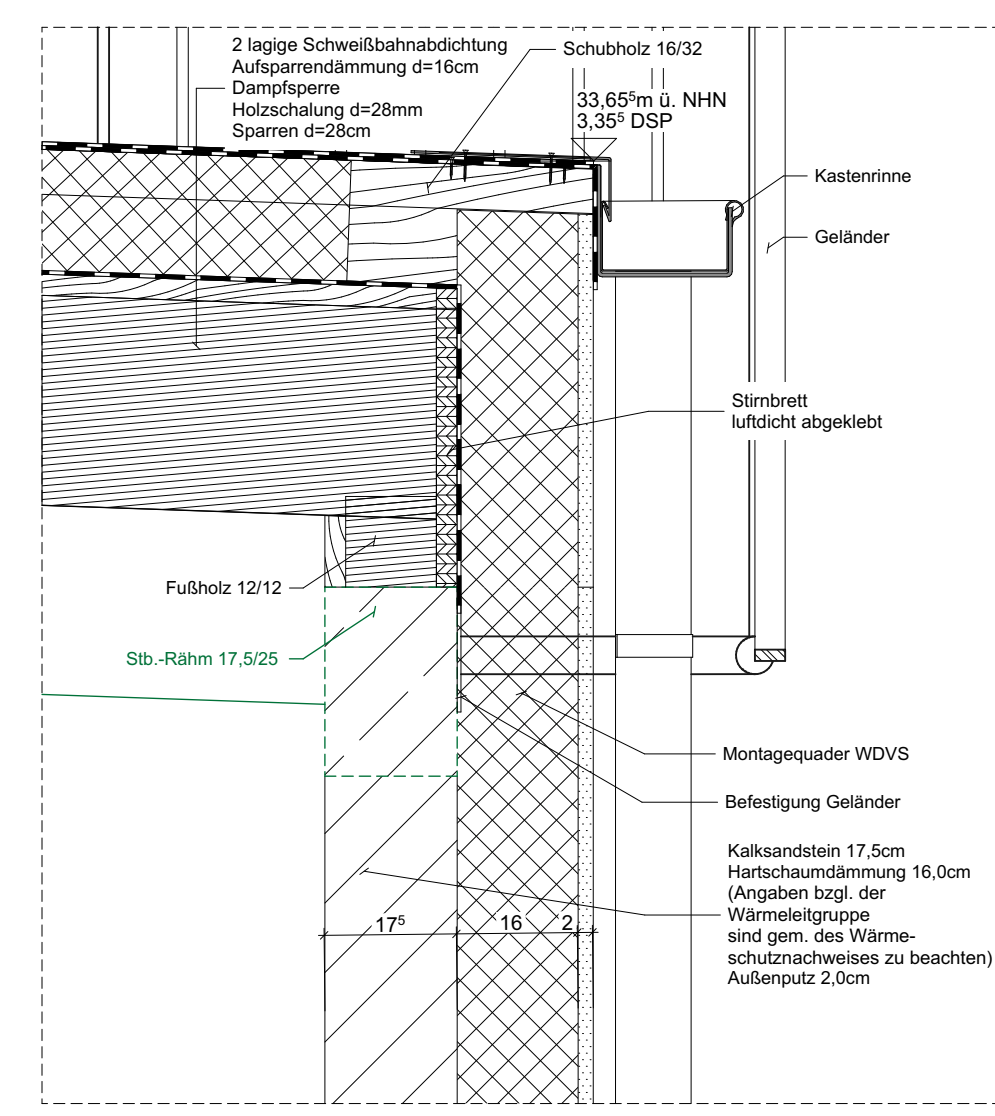 2 lagige Schweißbahnabdichtung
Aufsparrendämmung d=16cm
Dampfsperre
Holzschalung d=28mm
Sparren d=28cm
Schubholz 16/32
33,65⁵m ü. NHN
3,35⁵ DSP
Kastenrinne
Geländer
Stirnbrett
luftdicht abgeklebt
Fußholz 12/12
Stb.-Rähm 17,5/25
Montagequader WDVS
Befestigung Geländer
Kalksandstein 17,5cm
Hartschaumdämmung 16,0cm
(Angaben bzgl. der
Wärmeleitgruppe
sind gem. des Wärme-
schutznachweises zu beachten)
Außenputz 2,0cm
17⁵ 16 2